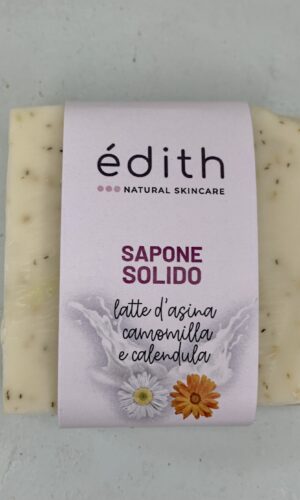 édith
NATURAL SKINCARE
SAPONE
SOLIDO
latte d'asina
camomilla
e calendula